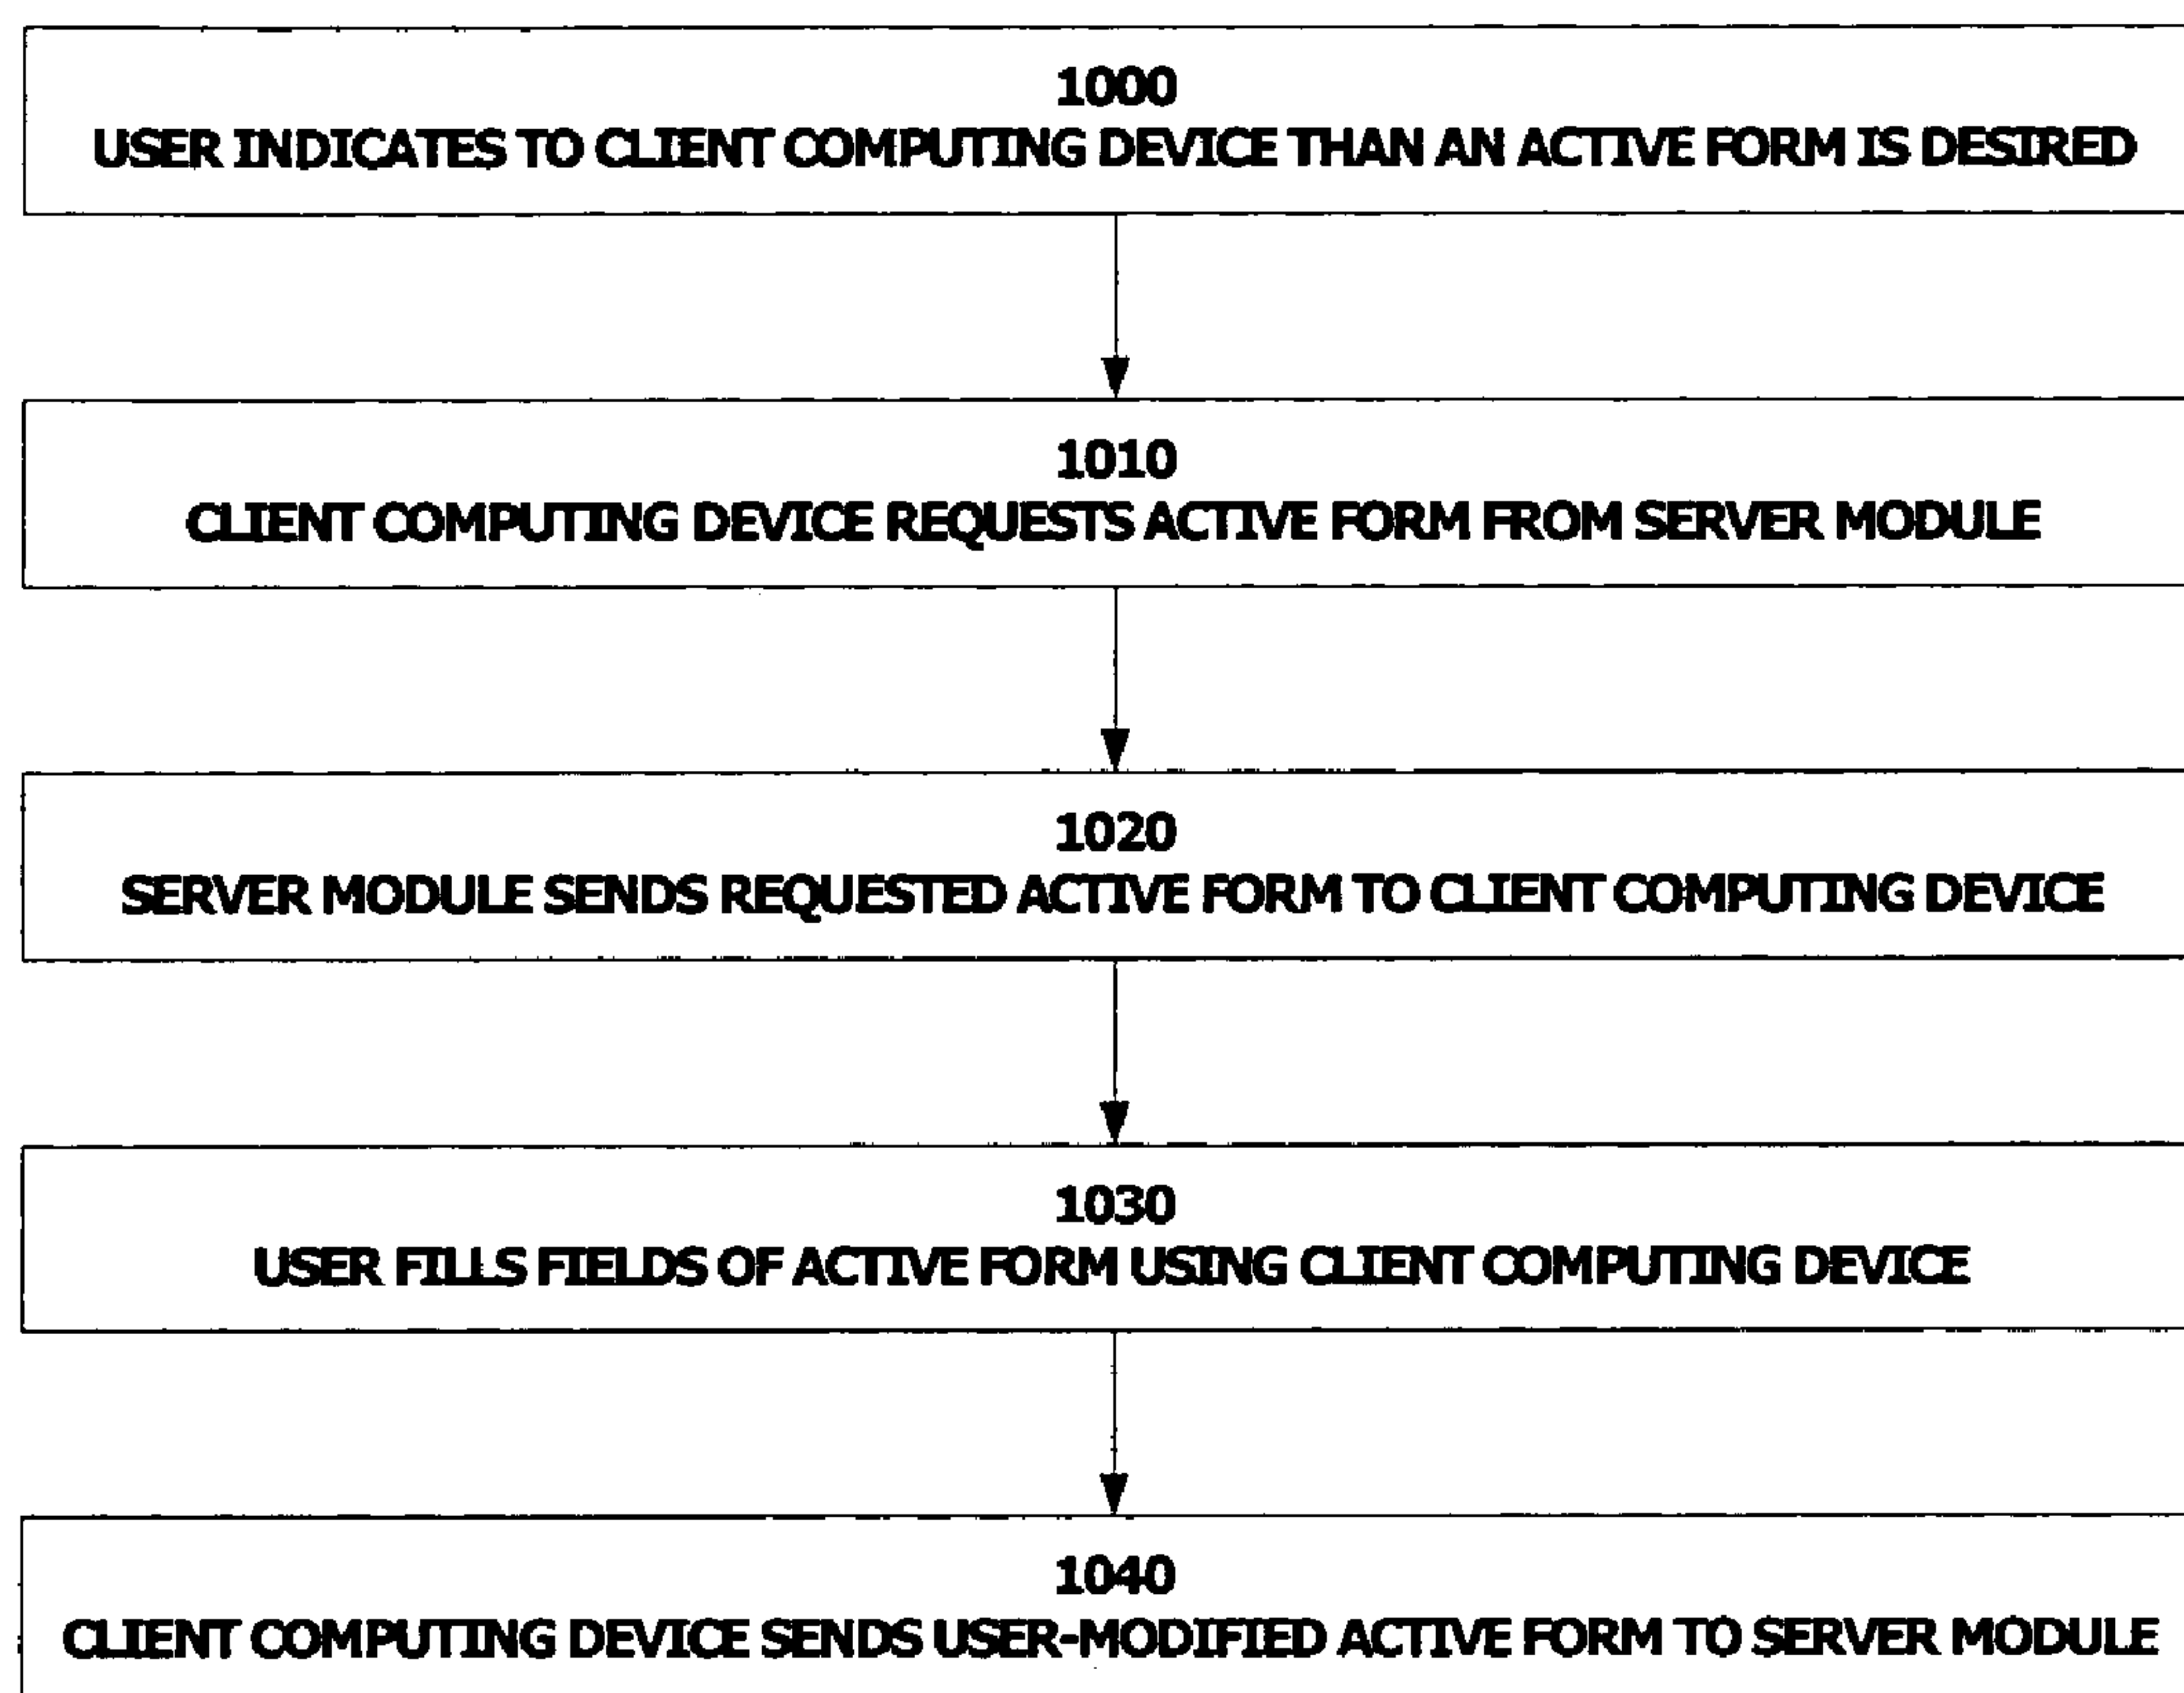 1000
USER INDICATES TO CLIENT COMPUTING DEVICE THAN AN ACTIVE FORM IS DESIRED
1010
CLIENT COMPUTING DEVICE REQUESTS ACTIVE FORM FROM SERVER MODULE
1020
SERVER MODULE SENDS REQUESTED ACTIVE FORM TO CLIENT COMPUTING DEVICE
1030
USER FILLS FIELDS OF ACTIVE FORM USING CLIENT COMPUTING DEVICE
1040
CLIENT COMPUTING DEVICE SENDS USER-MODIFIED ACTIVE FORM TO SERVER MODULE